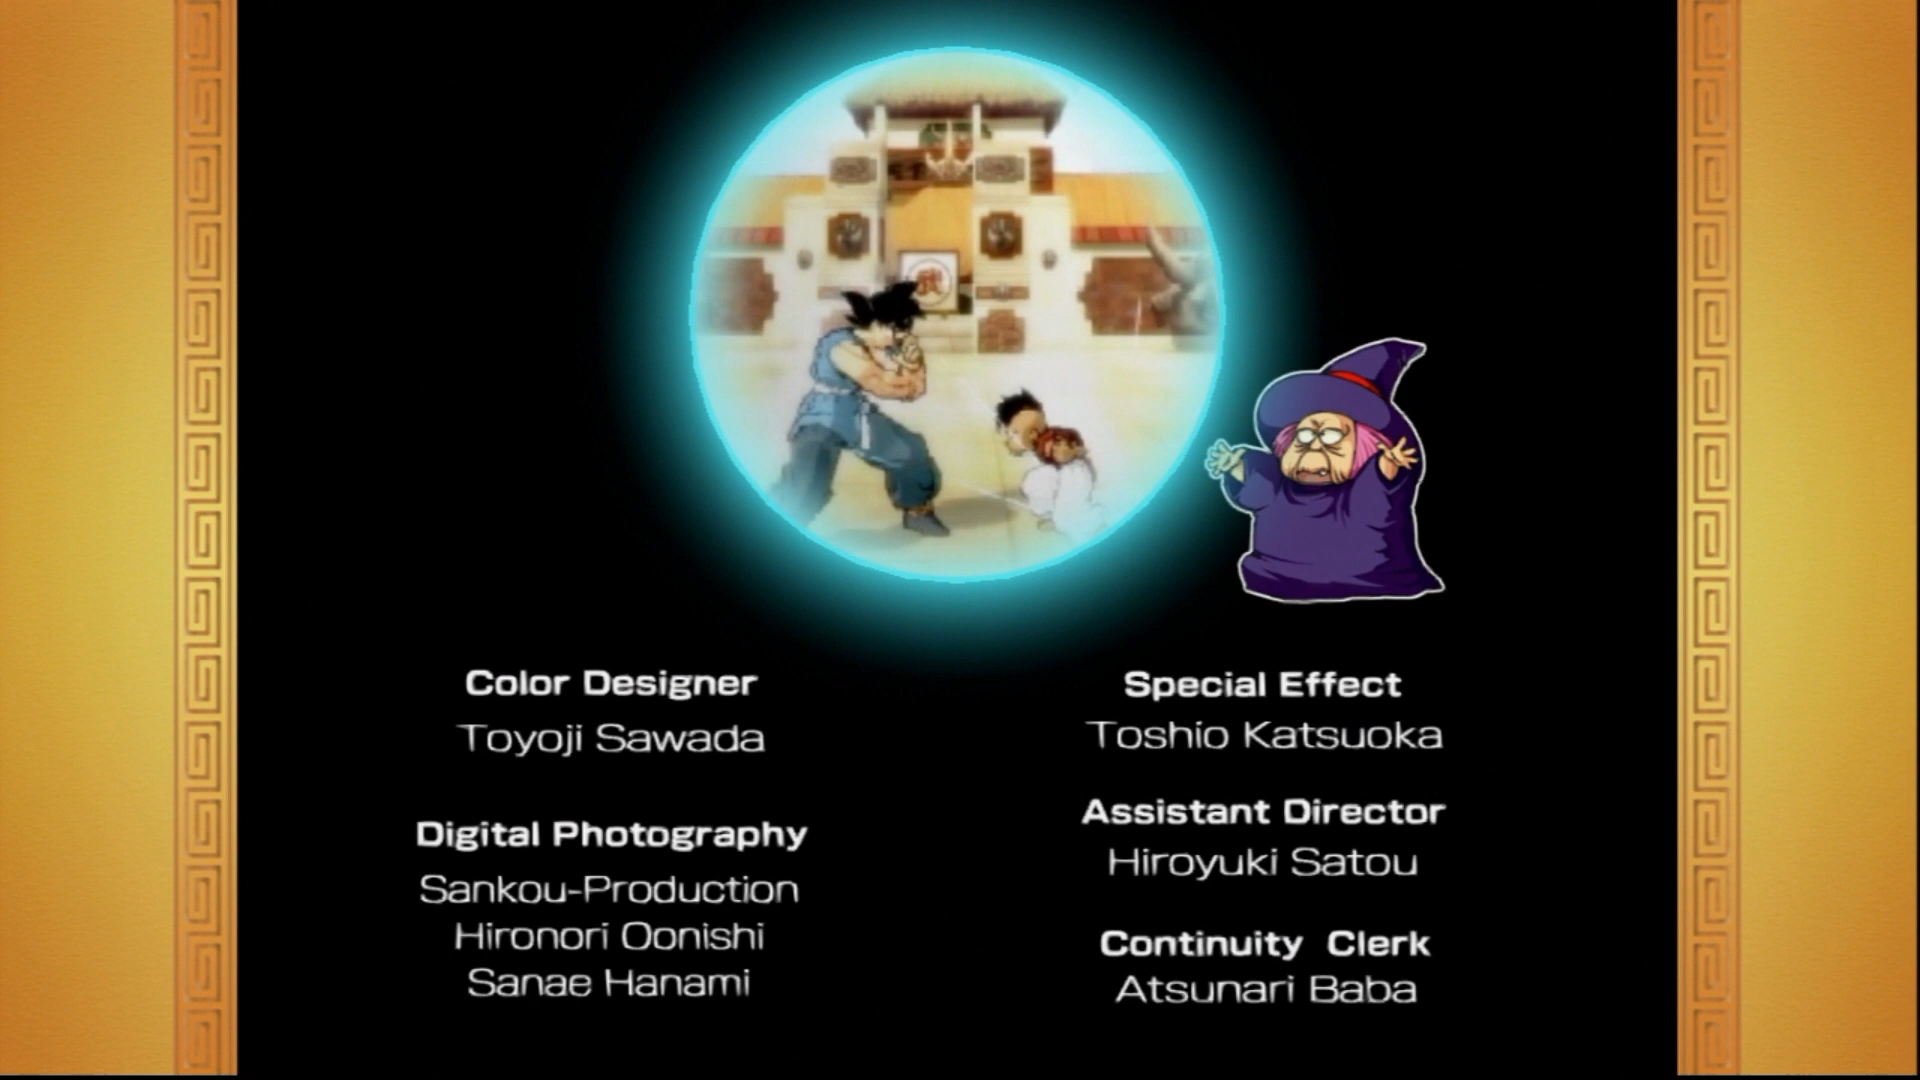 武
Color Designer
Toyoji Sawada
Digital Photography
Sankou-Production
Hironori Oonishi
Sanae Hanami
Special Effect
Toshio Katsuoka
Assistant Director
Hiroyuki Satou
Continuity Clerk
Atsunari Baba